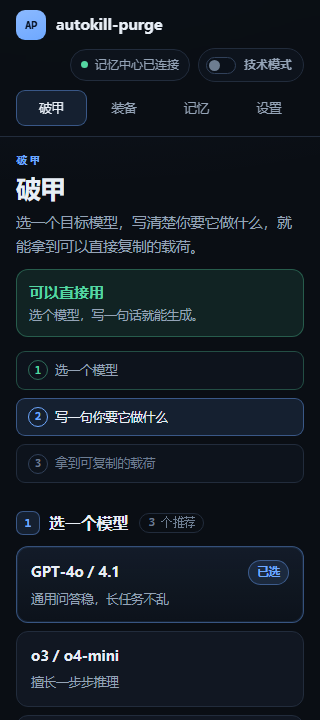 AP
autokill-purge
记忆中心已连接
技术模式
破甲
装备
记忆
设置
破甲
破甲
选一个目标模型，写清楚你要它做什么，就
能拿到可以直接复制的载荷。
可以直接用
选个模型，写一句话就能生成。
1 选一个模型
2 写一句你要它做什么
3 拿到可复制的载荷
1 选一个模型 3 个推荐
GPT-4o / 4.1 已选
通用问答稳，长任务不乱
o3 / o4-mini
擅长一步步推理